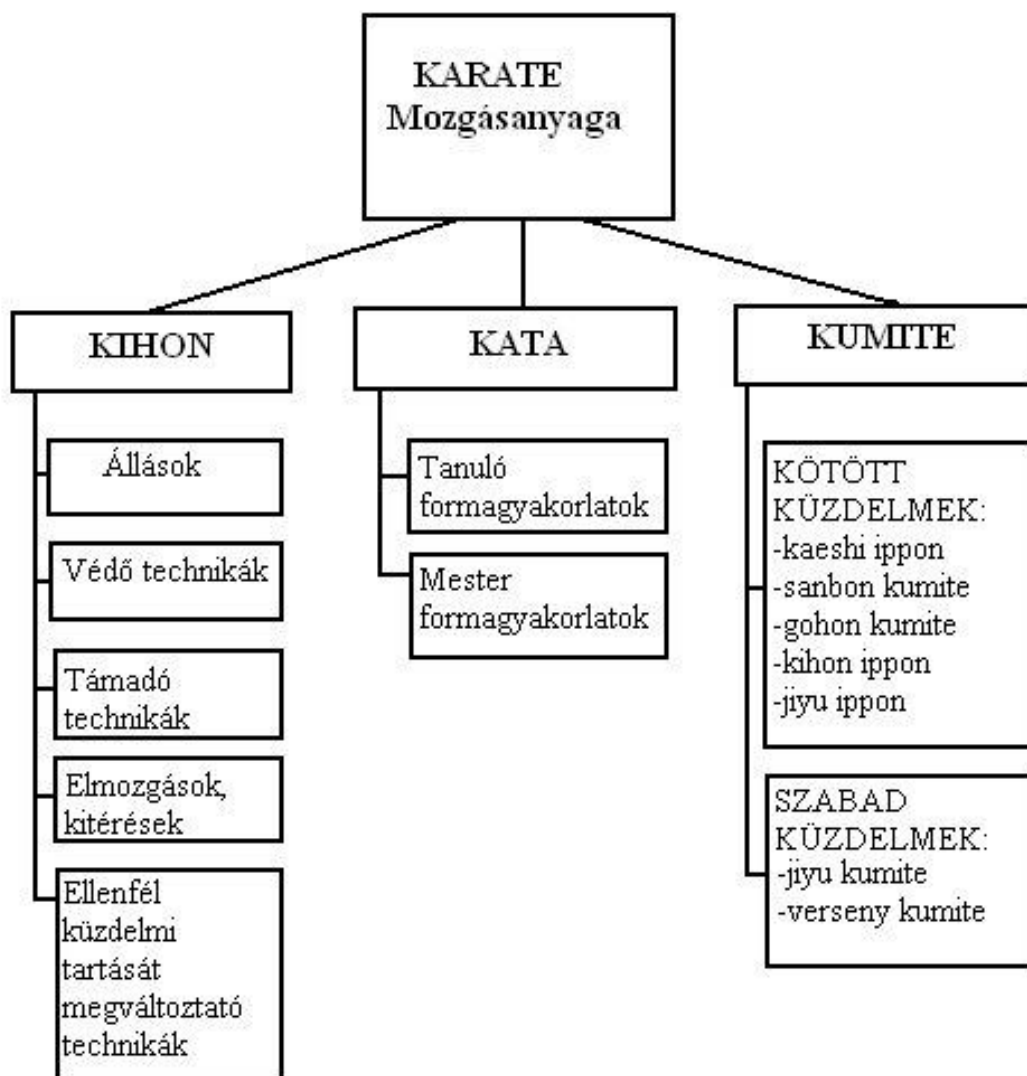 KARATE
Mozgásanyaga
KIHON
Állások
Védő technikák
Támadó
technikák
Elmozgások,
kitérések
Ellenfél
küzdelmi
tartását
megváltoztató
technikák
KATA
Tanuló
formagyakorlatok
Mester
formagyakorlatok
KUMITE
KÖTÖTT
KÜZDELMEK:
-kaeshi ippon
-sanbon kumite
-gohon kumite
-kihon ippon
-jiyu ippon
SZABAD
KÜZDELMEK:
-jiyu kumite
-verseny kumite